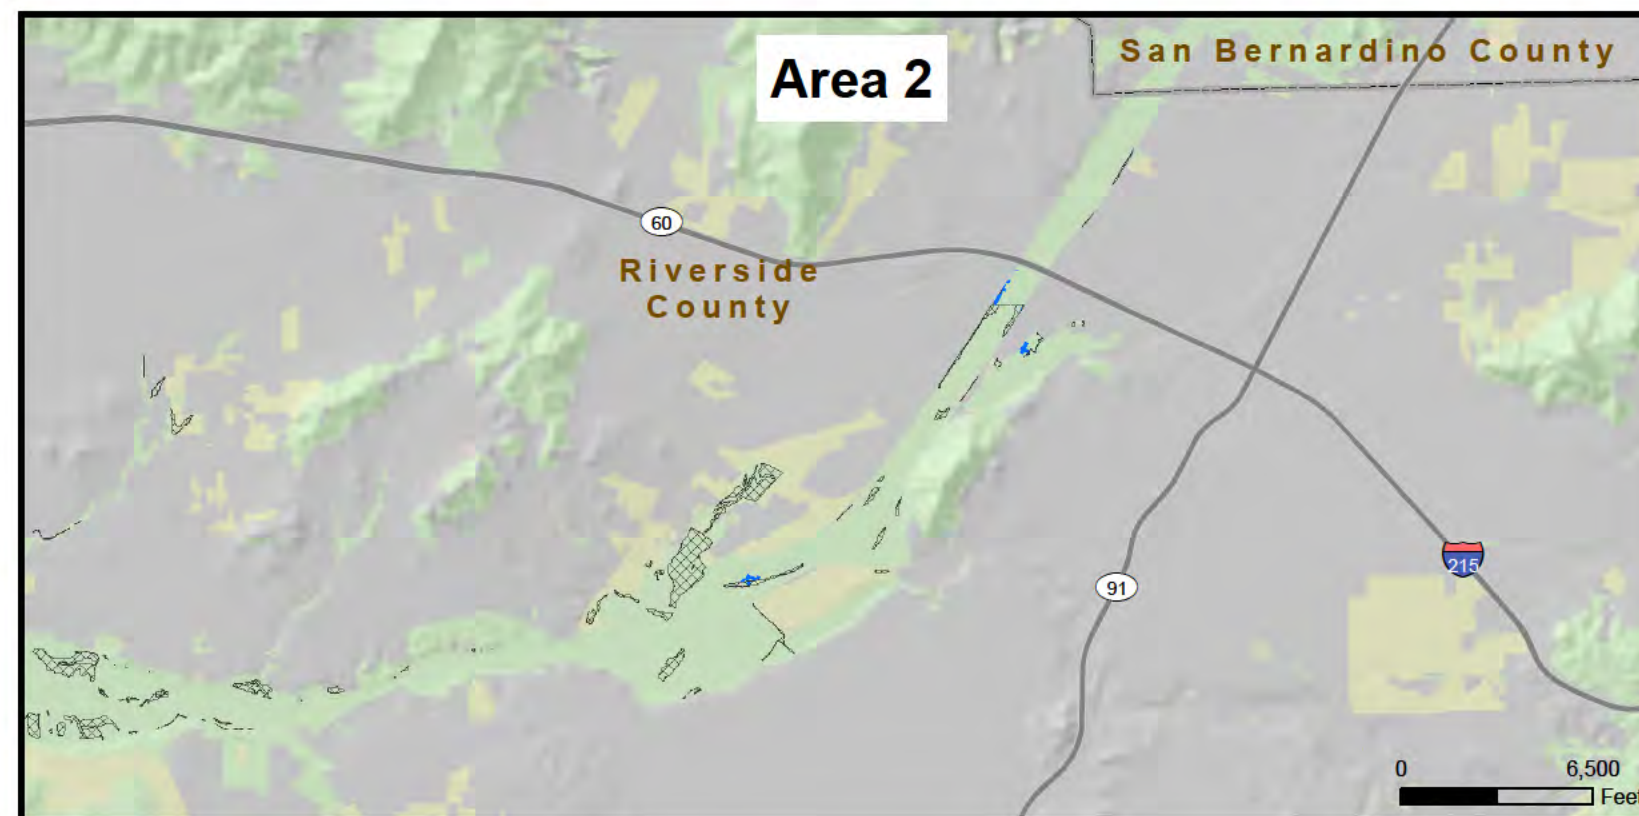 Area 2
San Bernardino County
60
Riverside
County
215
91
0 6,500
Feet